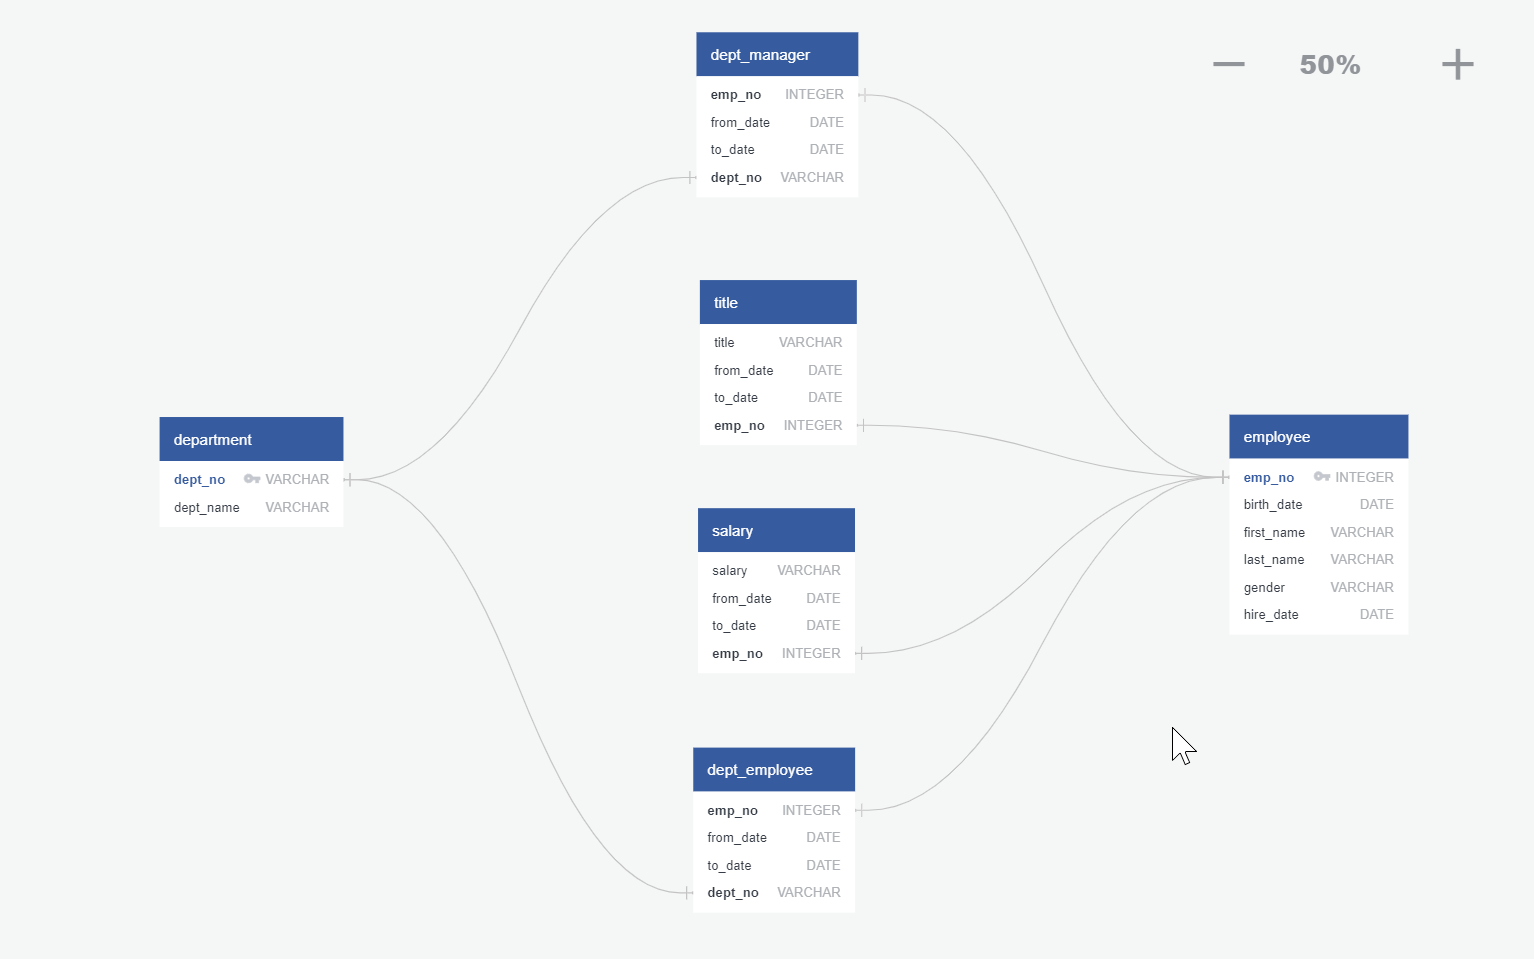 50%
dept_manager
emp_no INTEGER
from_date DATE
to_date DATE
dept_no VARCHAR
title
title VARCHAR
from_date DATE
to_date DATE
emp_no INTEGER
department
dept_no VARCHAR
dept_name VARCHAR
employee
emp_no INTEGER
birth_date DATE
first_name VARCHAR
last_name VARCHAR
gender VARCHAR
hire_date DATE
salary
salary VARCHAR
from_date DATE
to_date DATE
emp_no INTEGER
dept_employee
emp_no INTEGER
from_date DATE
to_date DATE
dept_no VARCHAR